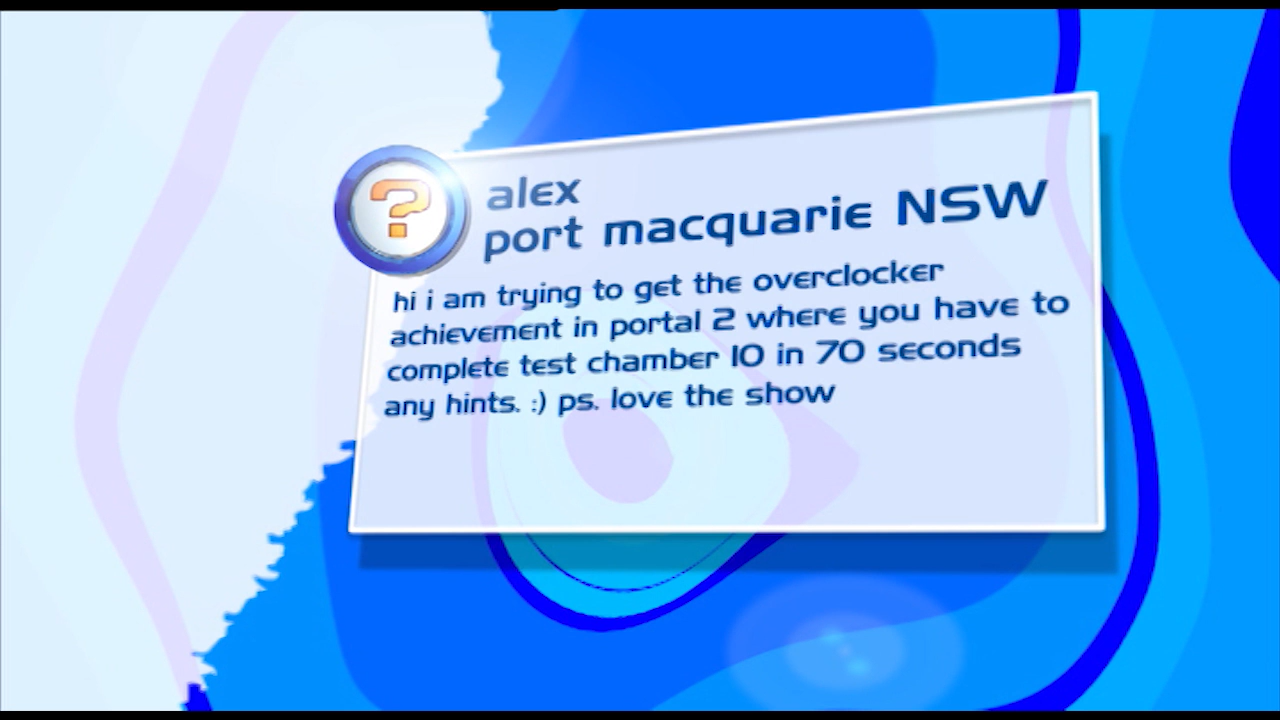 ?
alex
port macquarie NSW
hi i am trying to get the overclocker
achievement in portal 2 where you have to
complete test chamber 10 in 70 seconds
any hints. :) ps. love the show